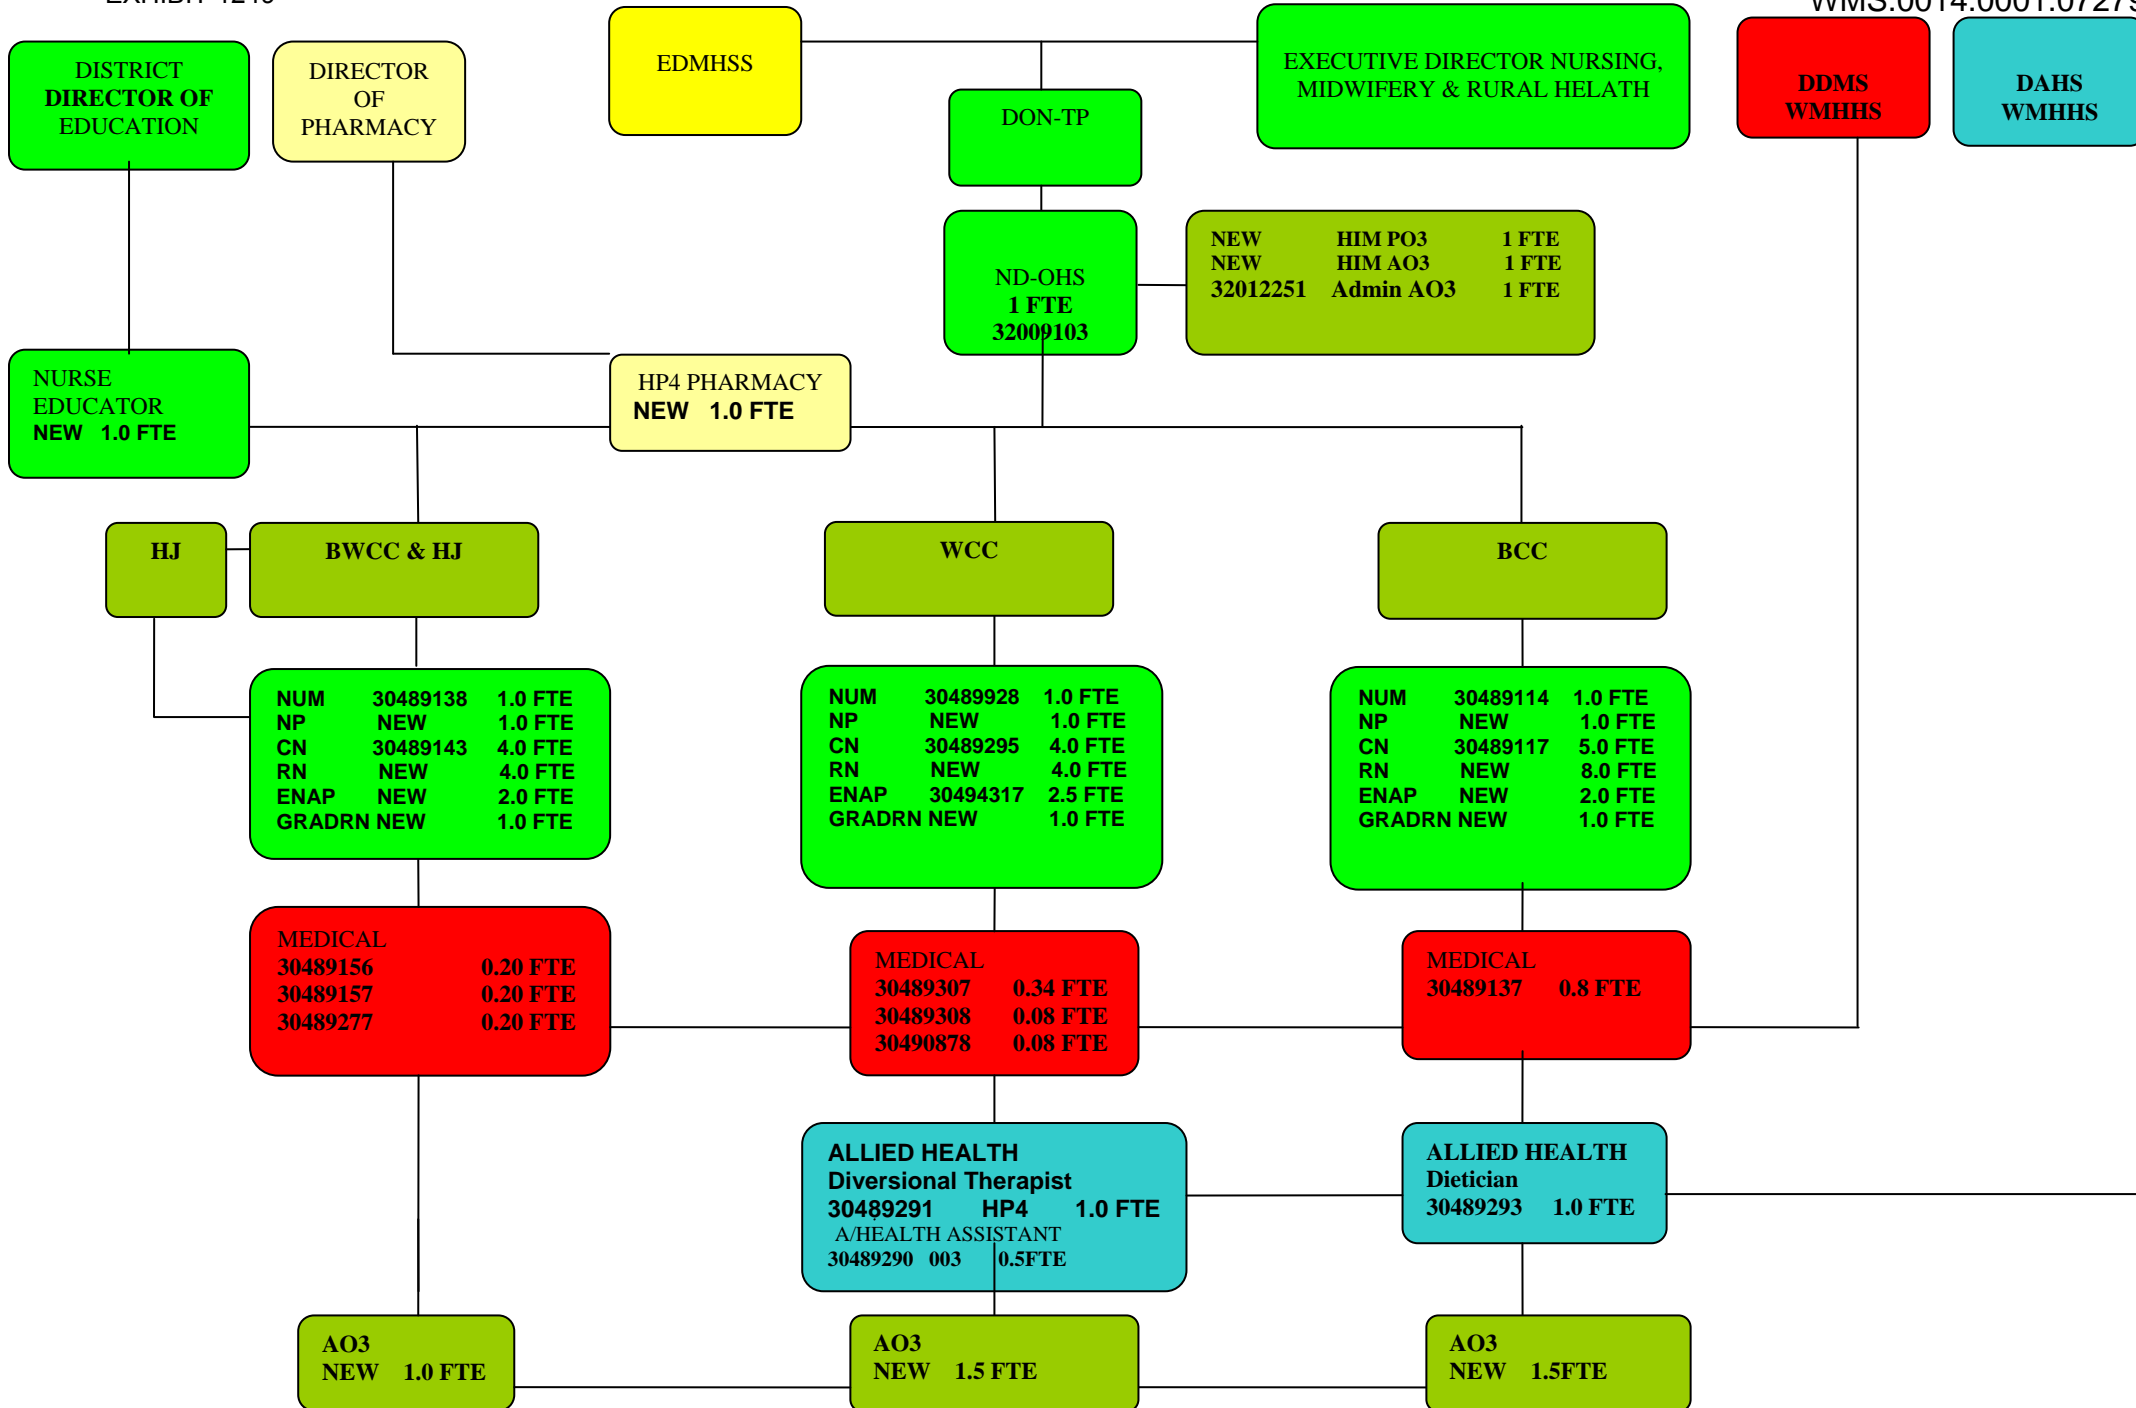 EXHIBIT 1219
WMS.0014.0001.07279
DISTRICT
DIRECTOR OF
EDUCATION
DIRECTOR
OF
PHARMACY
EDMHSS
DON-TP
EXECUTIVE DIRECTOR NURSING,
MIDWIFERY & RURAL HELATH
DDMS
WMHHS
DAHS
WMHHS
ND-OHS
1 FTE
32009103
NEW HIM PO3 1 FTE
NEW HIM AO3 1 FTE
32012251 Admin AO3 1 FTE
NURSE
EDUCATOR
NEW 1.0 FTE
HP4 PHARMACY
NEW 1.0 FTE
HJ
BWCC & HJ
WCC
BCC
NUM 30489138 1.0 FTE
NP NEW 1.0 FTE
CN 30489143 4.0 FTE
RN NEW 4.0 FTE
ENAP NEW 2.0 FTE
GRADRN NEW 1.0 FTE
NUM 30489928 1.0 FTE
NP NEW 1.0 FTE
CN 30489295 4.0 FTE
RN NEW 4.0 FTE
ENAP 30494317 2.5 FTE
GRADRN NEW 1.0 FTE
NUM 30489114 1.0 FTE
NP NEW 1.0 FTE
CN 30489117 5.0 FTE
RN NEW 8.0 FTE
ENAP NEW 2.0 FTE
GRADRN NEW 1.0 FTE
MEDICAL
30489156 0.20 FTE
30489157 0.20 FTE
30489277 0.20 FTE
MEDICAL
30489307 0.34 FTE
30489308 0.08 FTE
30490878 0.08 FTE
MEDICAL
30489137 0.8 FTE
ALLIED HEALTH
Diversional Therapist
30489291 HP4 1.0 FTE
A/HEALTH ASSISTANT
30489290 003 0.5FTE
ALLIED HEALTH
Dietician
30489293 1.0 FTE
AO3
NEW 1.0 FTE
AO3
NEW 1.5 FTE
AO3
NEW 1.5FTE